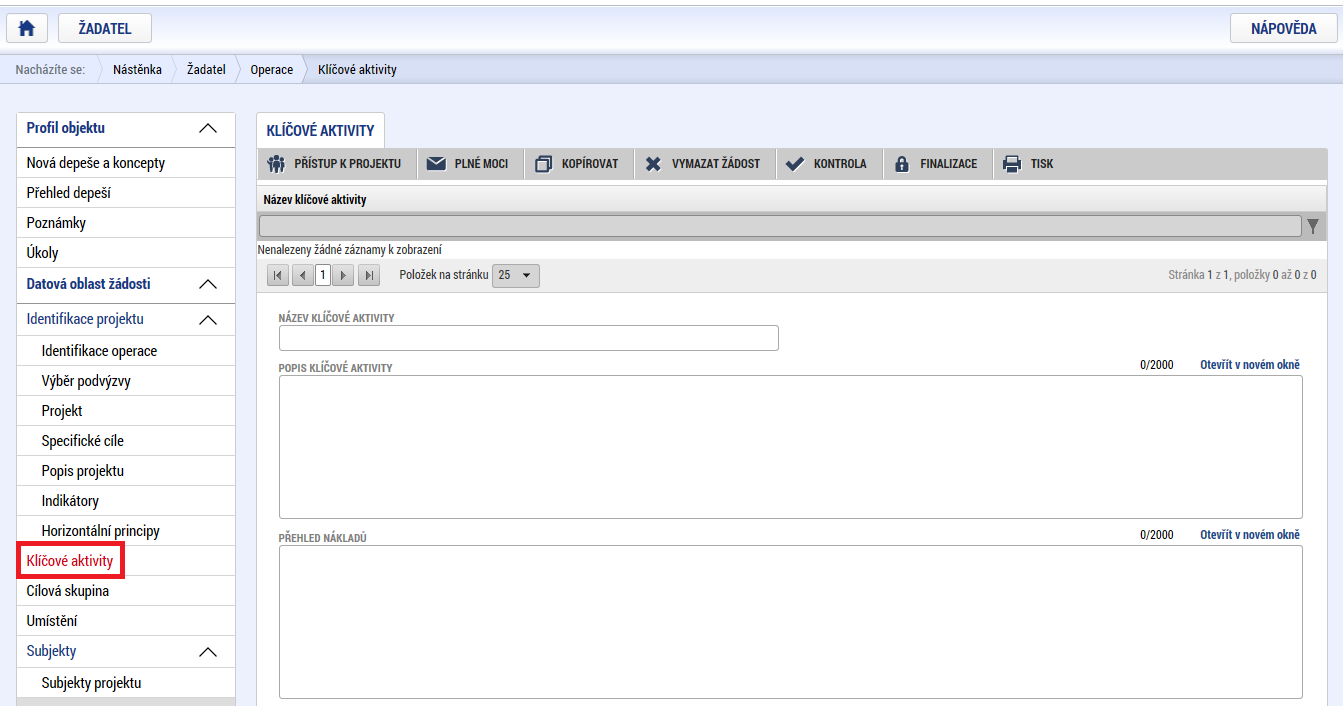 ŽADATEL
NÁPOVĚDA
Nacházíte se:
Nástěnka
Žadatel
Operace
Klíčové aktivity
Profil objektu
Nová depeše a koncepty
Přehled depeší
Poznámky
Úkoly
Datová oblast žádosti
Identifikace projektu
Identifikace operace
Výběr podvýzvy
Projekt
Specifické cíle
Popis projektu
Indikátory
Horizontální principy
Klíčové aktivity
Cílová skupina
Umístění
Subjekty
Subjekty projektu
KLÍČOVÉ AKTIVITY
PŘÍSTUP K PROJEKTU
PLNÉ MOCI
KOPÍROVAT
VYMAZAT ŽÁDOST
KONTROLA
FINALIZACE
TISK
Název klíčové aktivity
Nenalezeny žádné záznamy k zobrazení
1
Položek na stránku
25
Stránka 1 z 1, položky 0 až 0 z 0
NÁZEV KLÍČOVÉ AKTIVITY
POPIS KLÍČOVÉ AKTIVITY
0/2000
Otevřít v novém okně
PŘEHLED NÁKLADŮ
0/2000
Otevřít v novém okně